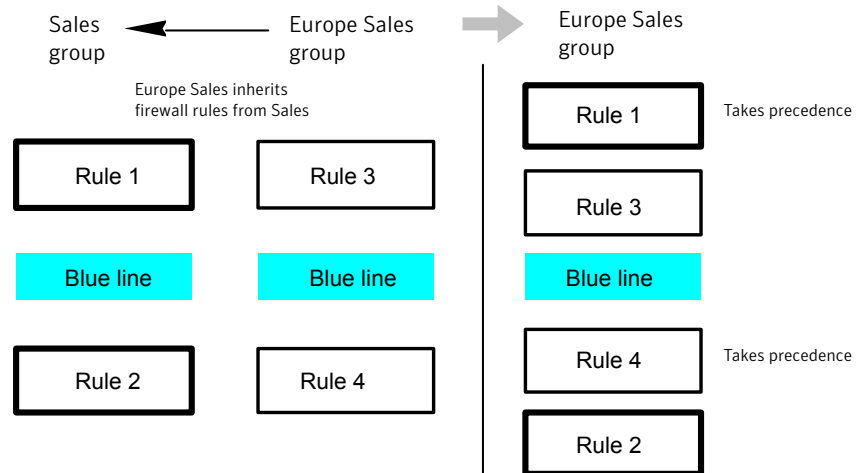 Sales
group
Europe Sales
group
Europe Sales
group
Europe Sales inherits
firewall rules from Sales
Rule 1
Rule 3
Blue line
Blue line
Rule 2
Rule 4
Rule 1
Takes precedence
Rule 3
Blue line
Rule 4
Takes precedence
Rule 2